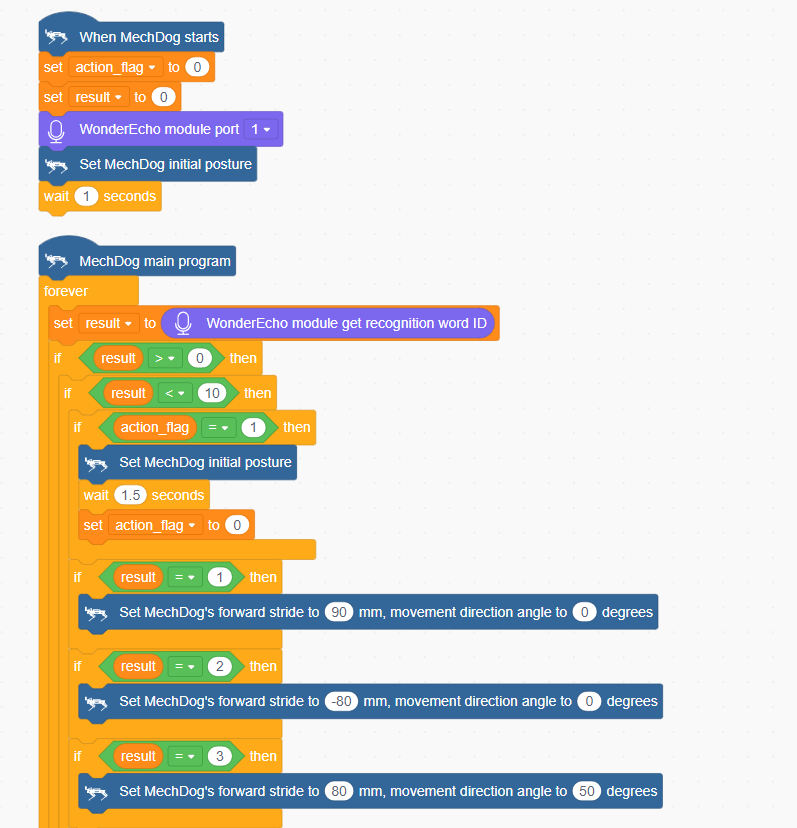 When MechDog starts
set action_flag to 0
set result to 0
WonderEcho module port 1
Set MechDog initial posture
wait 1 seconds
MechDog main program
forever
set result to WonderEcho module get recognition word ID
if result > 0 then
if result < 10 then
if action_flag = 1 then
Set MechDog initial posture
wait 1.5 seconds
set action_flag to 0
if result = 1 then
Set MechDog's forward stride to 90 mm, movement direction angle to 0 degrees
if result = 2 then
Set MechDog's forward stride to -80 mm, movement direction angle to 0 degrees
if result = 3 then
Set MechDog's forward stride to 80 mm, movement direction angle to 50 degrees